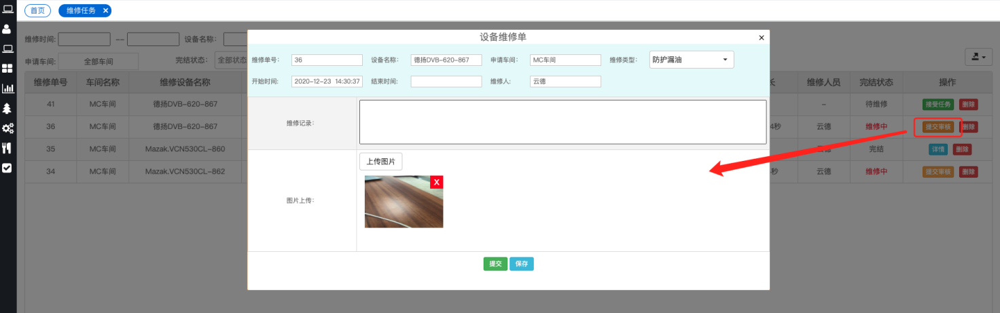 首页 维修任务 ×
维修时间: -- 设备名称:
申请车间: 全部车间 完结状态: 全部状态
设备维修单 ×
维修单号: 36 设备名称: 德扬DVB-620-867 申请车间: MC车间 维修类型: 防护漏油
开始时间: 2020-12-23 14:30:37 结束时间: 维修人: 云德
维修记录:
上传图片
X
图片上传:
提交 保存
维修单号 车间名称 维修设备名称 长 维修人员 完结状态 操作
41 MC车间 德扬DVB-620-867 - 待维修 接受任务 删除
36 MC车间 德扬DVB-620-867 4秒 云德 维修中 提交审核 删除
35 MC车间 Mazak.VCN530CL-860 云德 完结 详情 删除
34 MC车间 Mazak.VCN530CL-862 秒 云德 维修中 提交审核 删除